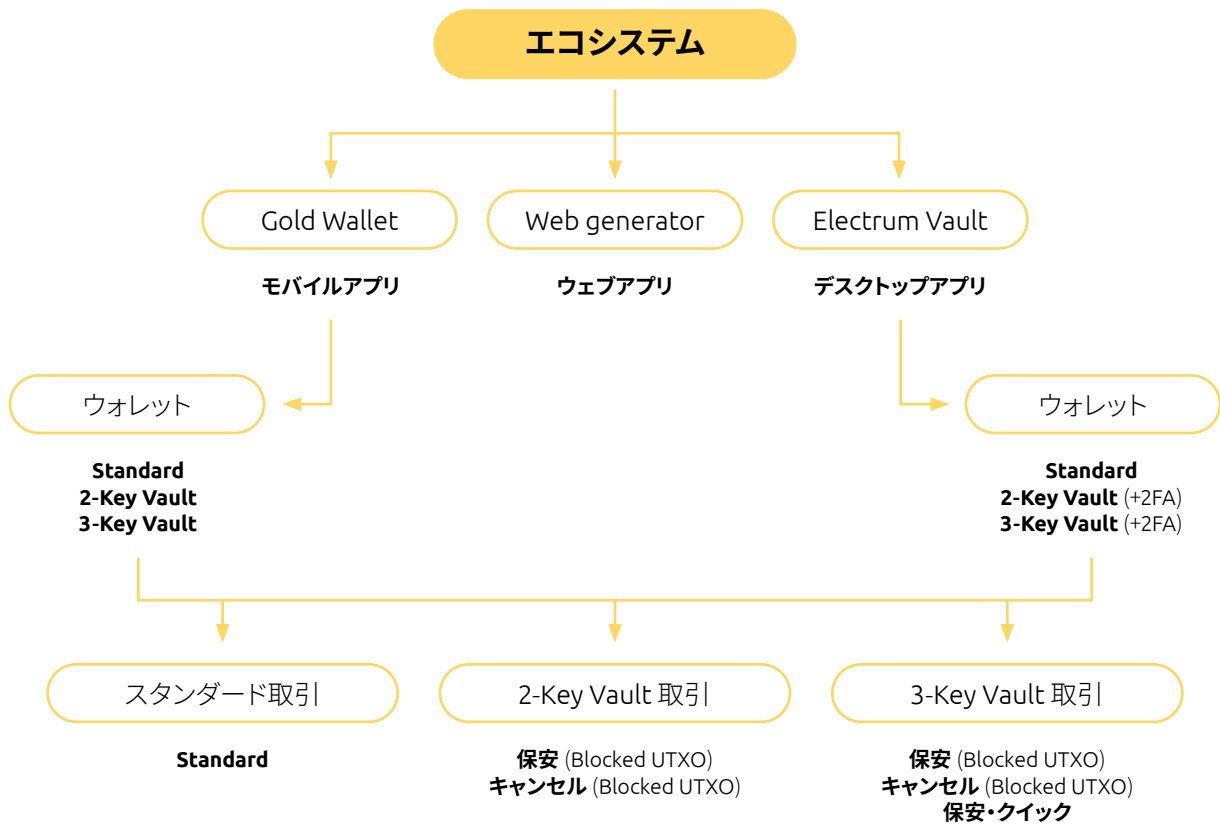 エコシステム
Gold Wallet
Web generator
Electrum Vault
モバイルアプリ
ウェブアプリ
デスクトップアプリ
ウォレット
ウォレット
Standard
2-Key Vault
3-Key Vault
Standard
2-Key Vault (+2FA)
3-Key Vault (+2FA)
スタンダード取引
2-Key Vault 取引
3-Key Vault 取引
Standard
保安 (Blocked UTXO)
キャンセル (Blocked UTXO)
保安 (Blocked UTXO)
キャンセル (Blocked UTXO)
保安・クイック